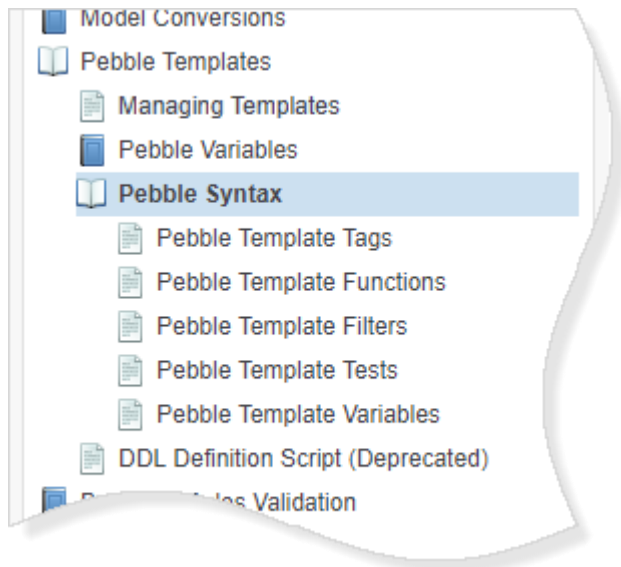 Model Conversions
Pebble Templates
Managing Templates
Pebble Variables
Pebble Syntax
Pebble Template Tags
Pebble Template Functions
Pebble Template Filters
Pebble Template Tests
Pebble Template Variables
DDL Definition Script (Deprecated)
Validation